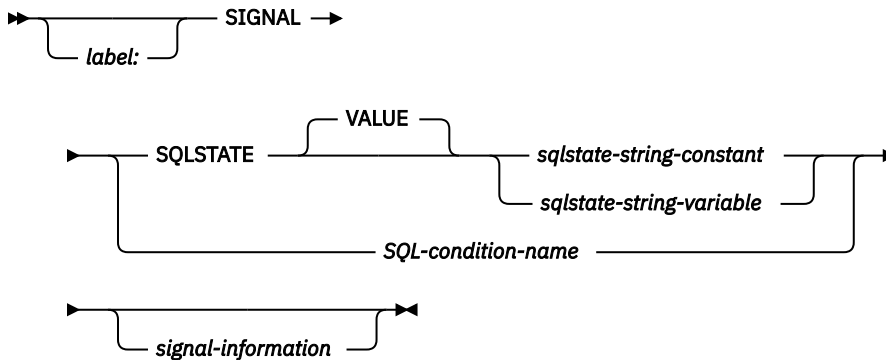 SIGNAL
label:
VALUE
SQLSTATE sqlstate-string-constant
sqlstate-string-variable
SQL-condition-name
signal-information